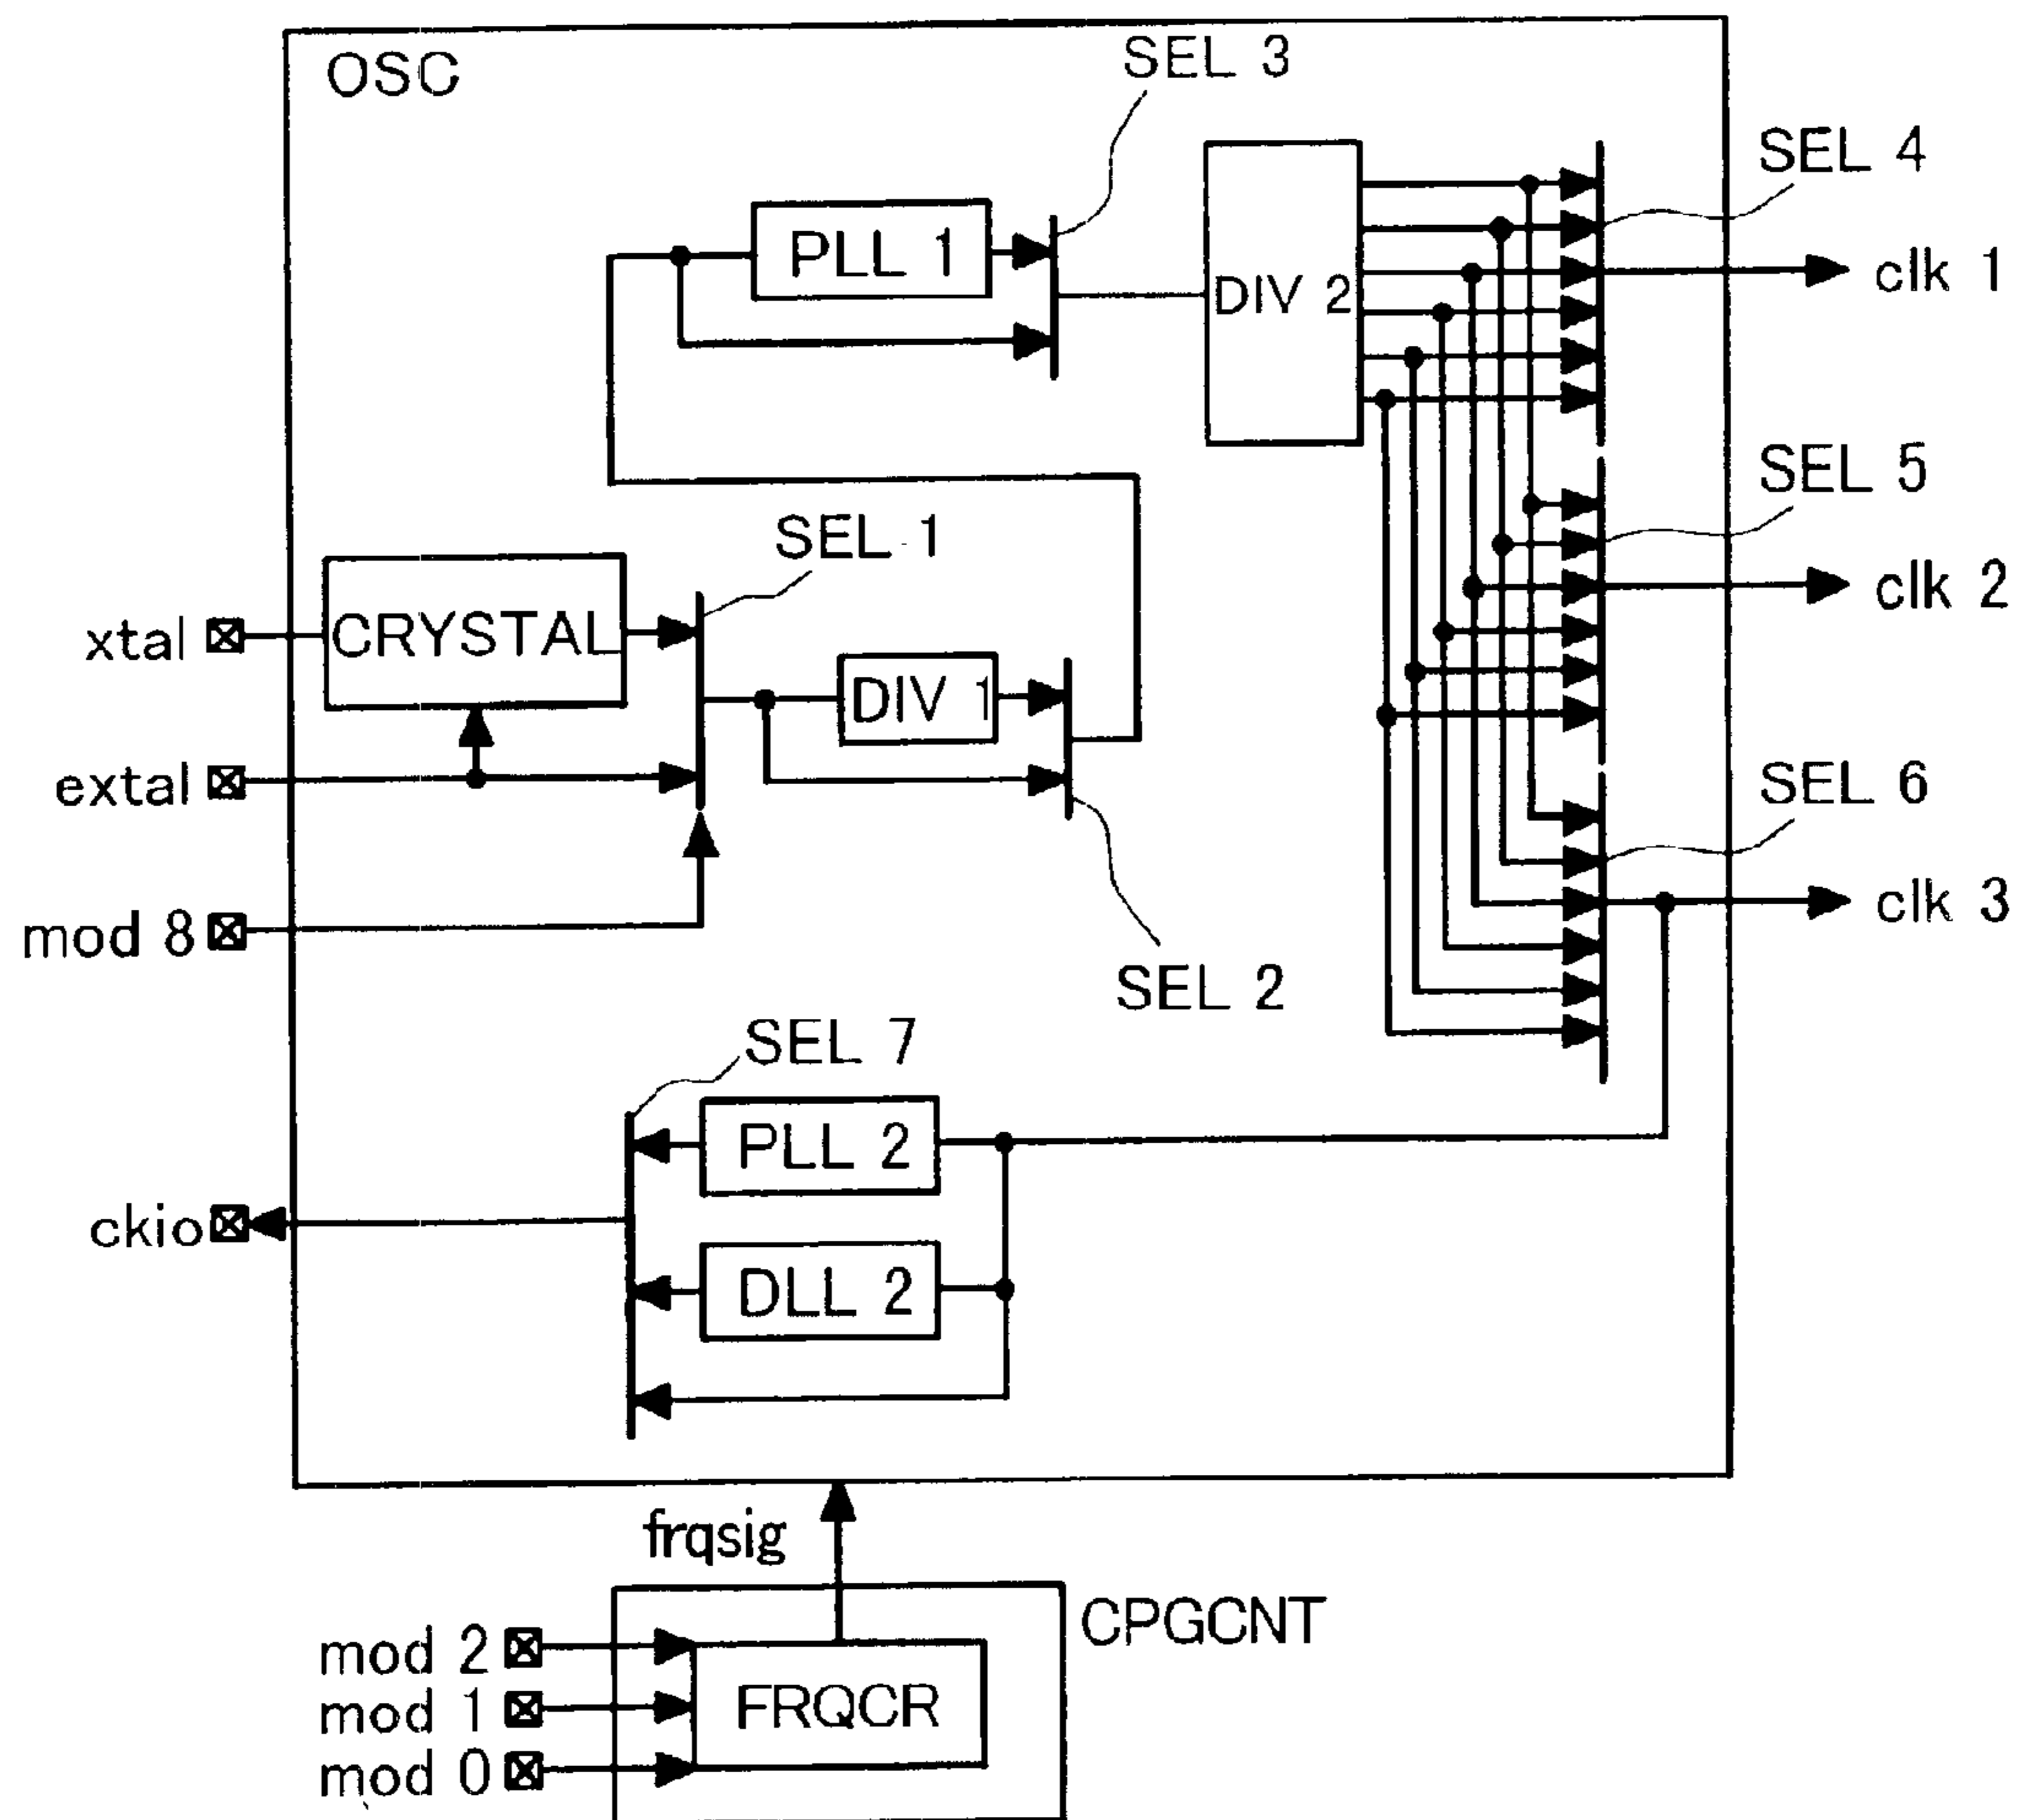 OSC
SEL 3
SEL 4
PLL 1
DIV 2
clk 1
SEL 5
SEL 1
clk 2
xtal
CRYSTAL
DIV 1
extal
SEL 6
mod 8
clk 3
SEL 2
SEL 7
PLL 2
ckio
DLL 2
frqsig
CPGCNT
mod 2
mod 1
FRQCR
mod 0